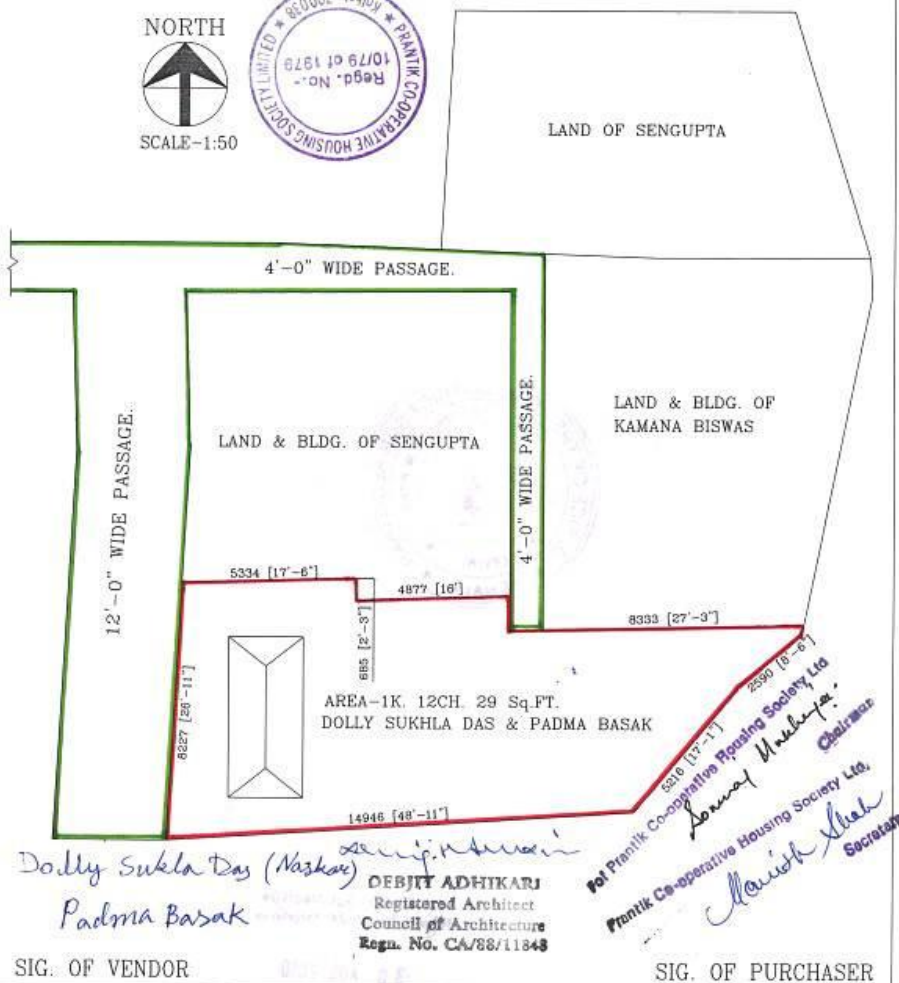 NORTH
SCALE-1:50
PRANTIK CO-OPERATIVE HOUSING SOCIETY LIMITED ★
Regd. No.-
10/79 of 1979
LAND OF SENGUPTA
4'-0" WIDE PASSAGE.
12'-0" WIDE PASSAGE.
LAND & BLDG. OF SENGUPTA
4'-0" WIDE PASSAGE.
LAND & BLDG. OF
KAMANA BISWAS
5334 [17'-6"]
4877 [16']
685 [2'-3"]
8333 [27'-3"]
2590 [8'-6"]
5216 [17'-1"]
8227 [26'-11"]
14946 [48'-11"]
AREA-1K. 12CH. 29 Sq.FT.
DOLLY SUKHLA DAS & PADMA BASAK
For Prantik Co-operative Housing Society Ltd
Chairman
Prantik Co-operative Housing Society Ltd.
Manish Shah
Secretary
Dolly Sukla Das (Naskar)
Padma Basak
DEBJIT ADHIKARI
Registered Architect
Council of Architecture
Regn. No. CA/88/11848
SIG. OF VENDOR
SIG. OF PURCHASER